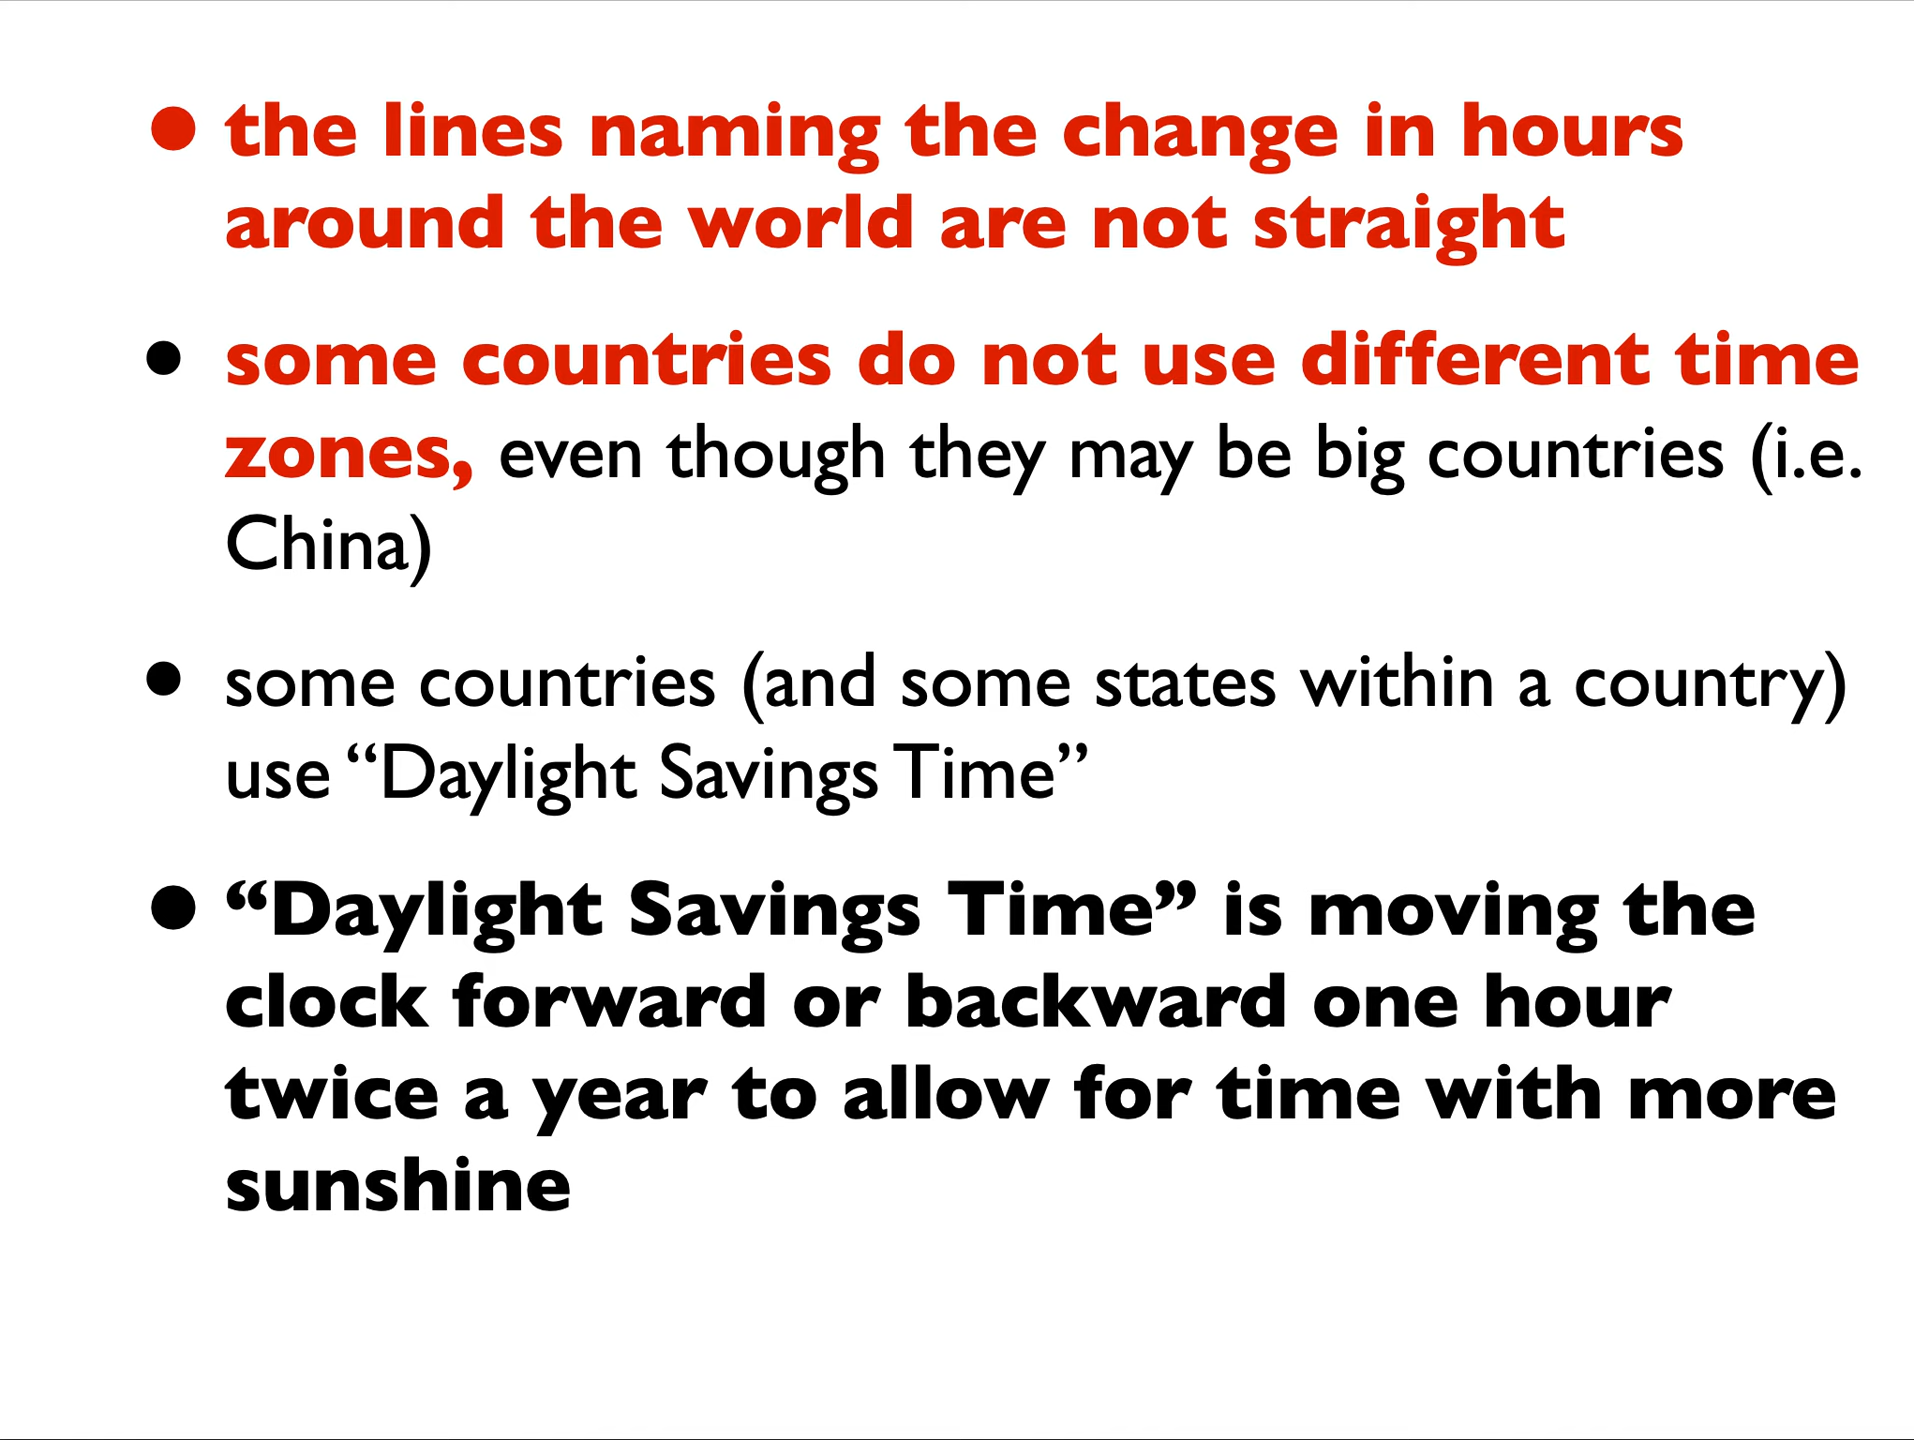 • the lines naming the change in hours
around the world are not straight
• some countries do not use different time
zones, even though they may be big countries (i.e.
China)
• some countries (and some states within a country)
use “Daylight Savings Time”
• “Daylight Savings Time” is moving the
clock forward or backward one hour
twice a year to allow for time with more
sunshine